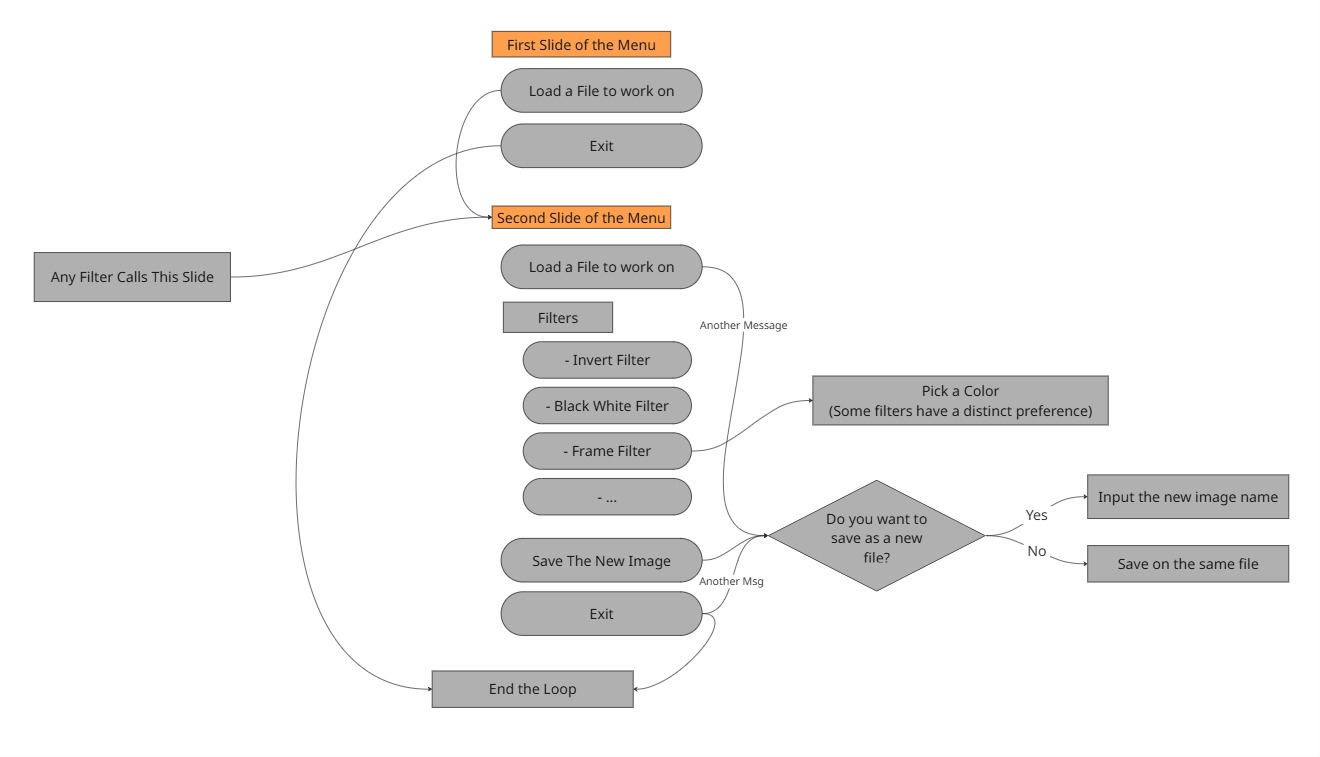 First Slide of the Menu
Load a File to work on
Exit
Second Slide of the Menu
Any Filter Calls This Slide
Load a File to work on
Filters
Another Message
- Invert Filter
- Black White Filter
- Frame Filter
- ...
Pick a Color
(Some filters have a distinct preference)
Do you want to
save as a new
file?
Yes
No
Input the new image name
Save on the same file
Save The New Image
Another Msg
Exit
End the Loop